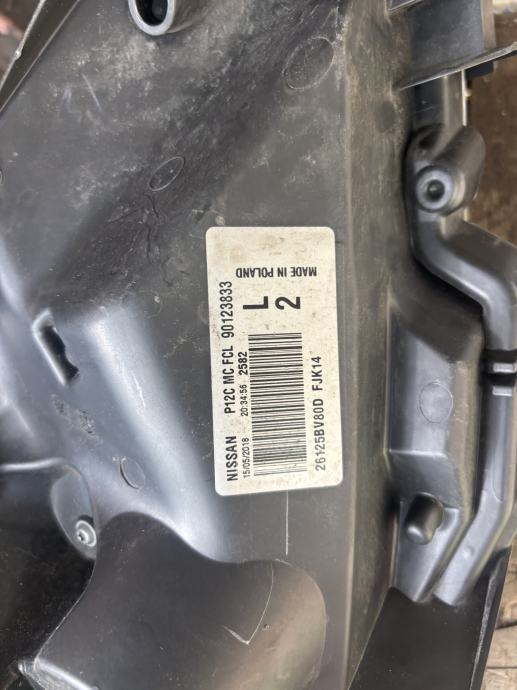 NISSAN P12C MC FCL 90123833
15/05/2018 20:34:56 2582
L
2
26125BV80D FJK14
MADE IN POLAND